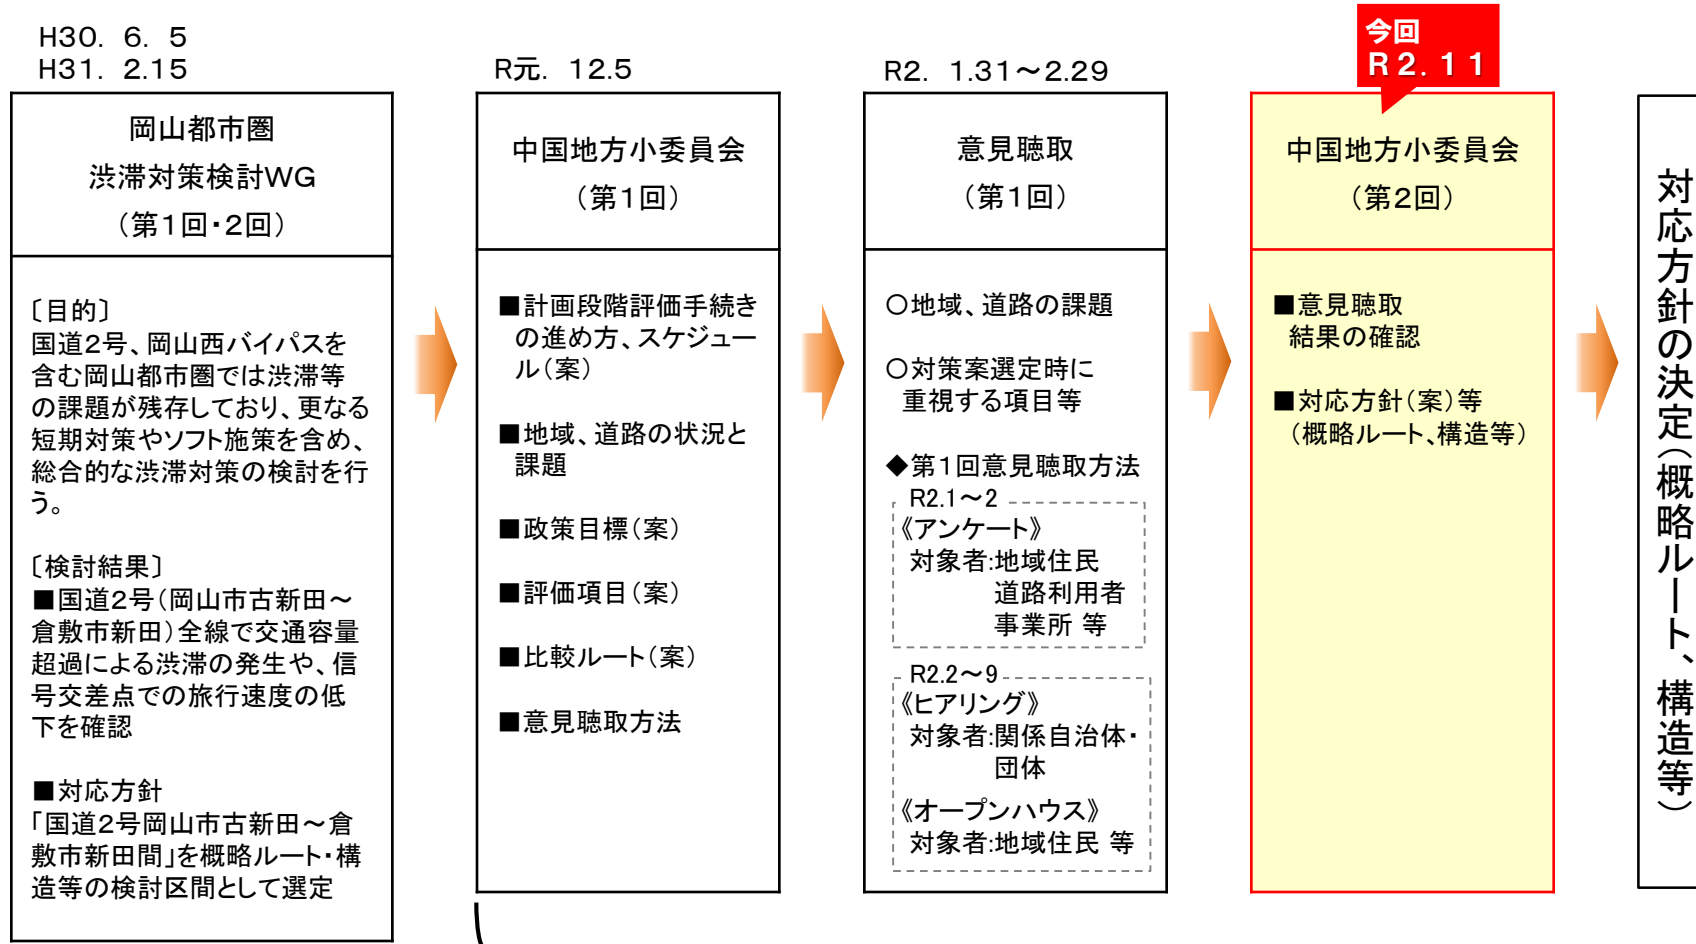 H30. 6. 5
H31. 2.15
岡山都市圏
渋滞対策検討WG
（第1回・2回）
〔目的〕
国道2号、岡山西バイパスを
含む岡山都市圏では渋滞等
の課題が残存しており、更なる
短期対策やソフト施策を含め、
総合的な渋滞対策の検討を行
う。
〔検討結果〕
■国道2号（岡山市古新田～
倉敷市新田）全線で交通容量
超過による渋滞の発生や、信
号交差点での旅行速度の低
下を確認
■対応方針
「国道2号岡山市古新田～倉
敷市新田間」を概略ルート・構
造等の検討区間として選定
R元. 12.5
中国地方小委員会
（第1回）
■計画段階評価手続き
の進め方、スケジュー
ル（案）
■地域、道路の状況と
課題
■政策目標（案）
■評価項目（案）
■比較ルート（案）
■意見聴取方法
R2. 1.31～2.29
意見聴取
（第1回）
○地域、道路の課題
○対策案選定時に
重視する項目等
◆第1回意見聴取方法
R2.1～2
《アンケート》
対象者:地域住民
道路利用者
事業所 等
R2.2～9
《ヒアリング》
対象者:関係自治体・
団体
《オープンハウス》
対象者:地域住民 等
今回
R2.11
中国地方小委員会
（第2回）
■意見聴取
結果の確認
■対応方針（案）等
（概略ルート、構造等）
対応方針の決定（概略ルート、構造等）